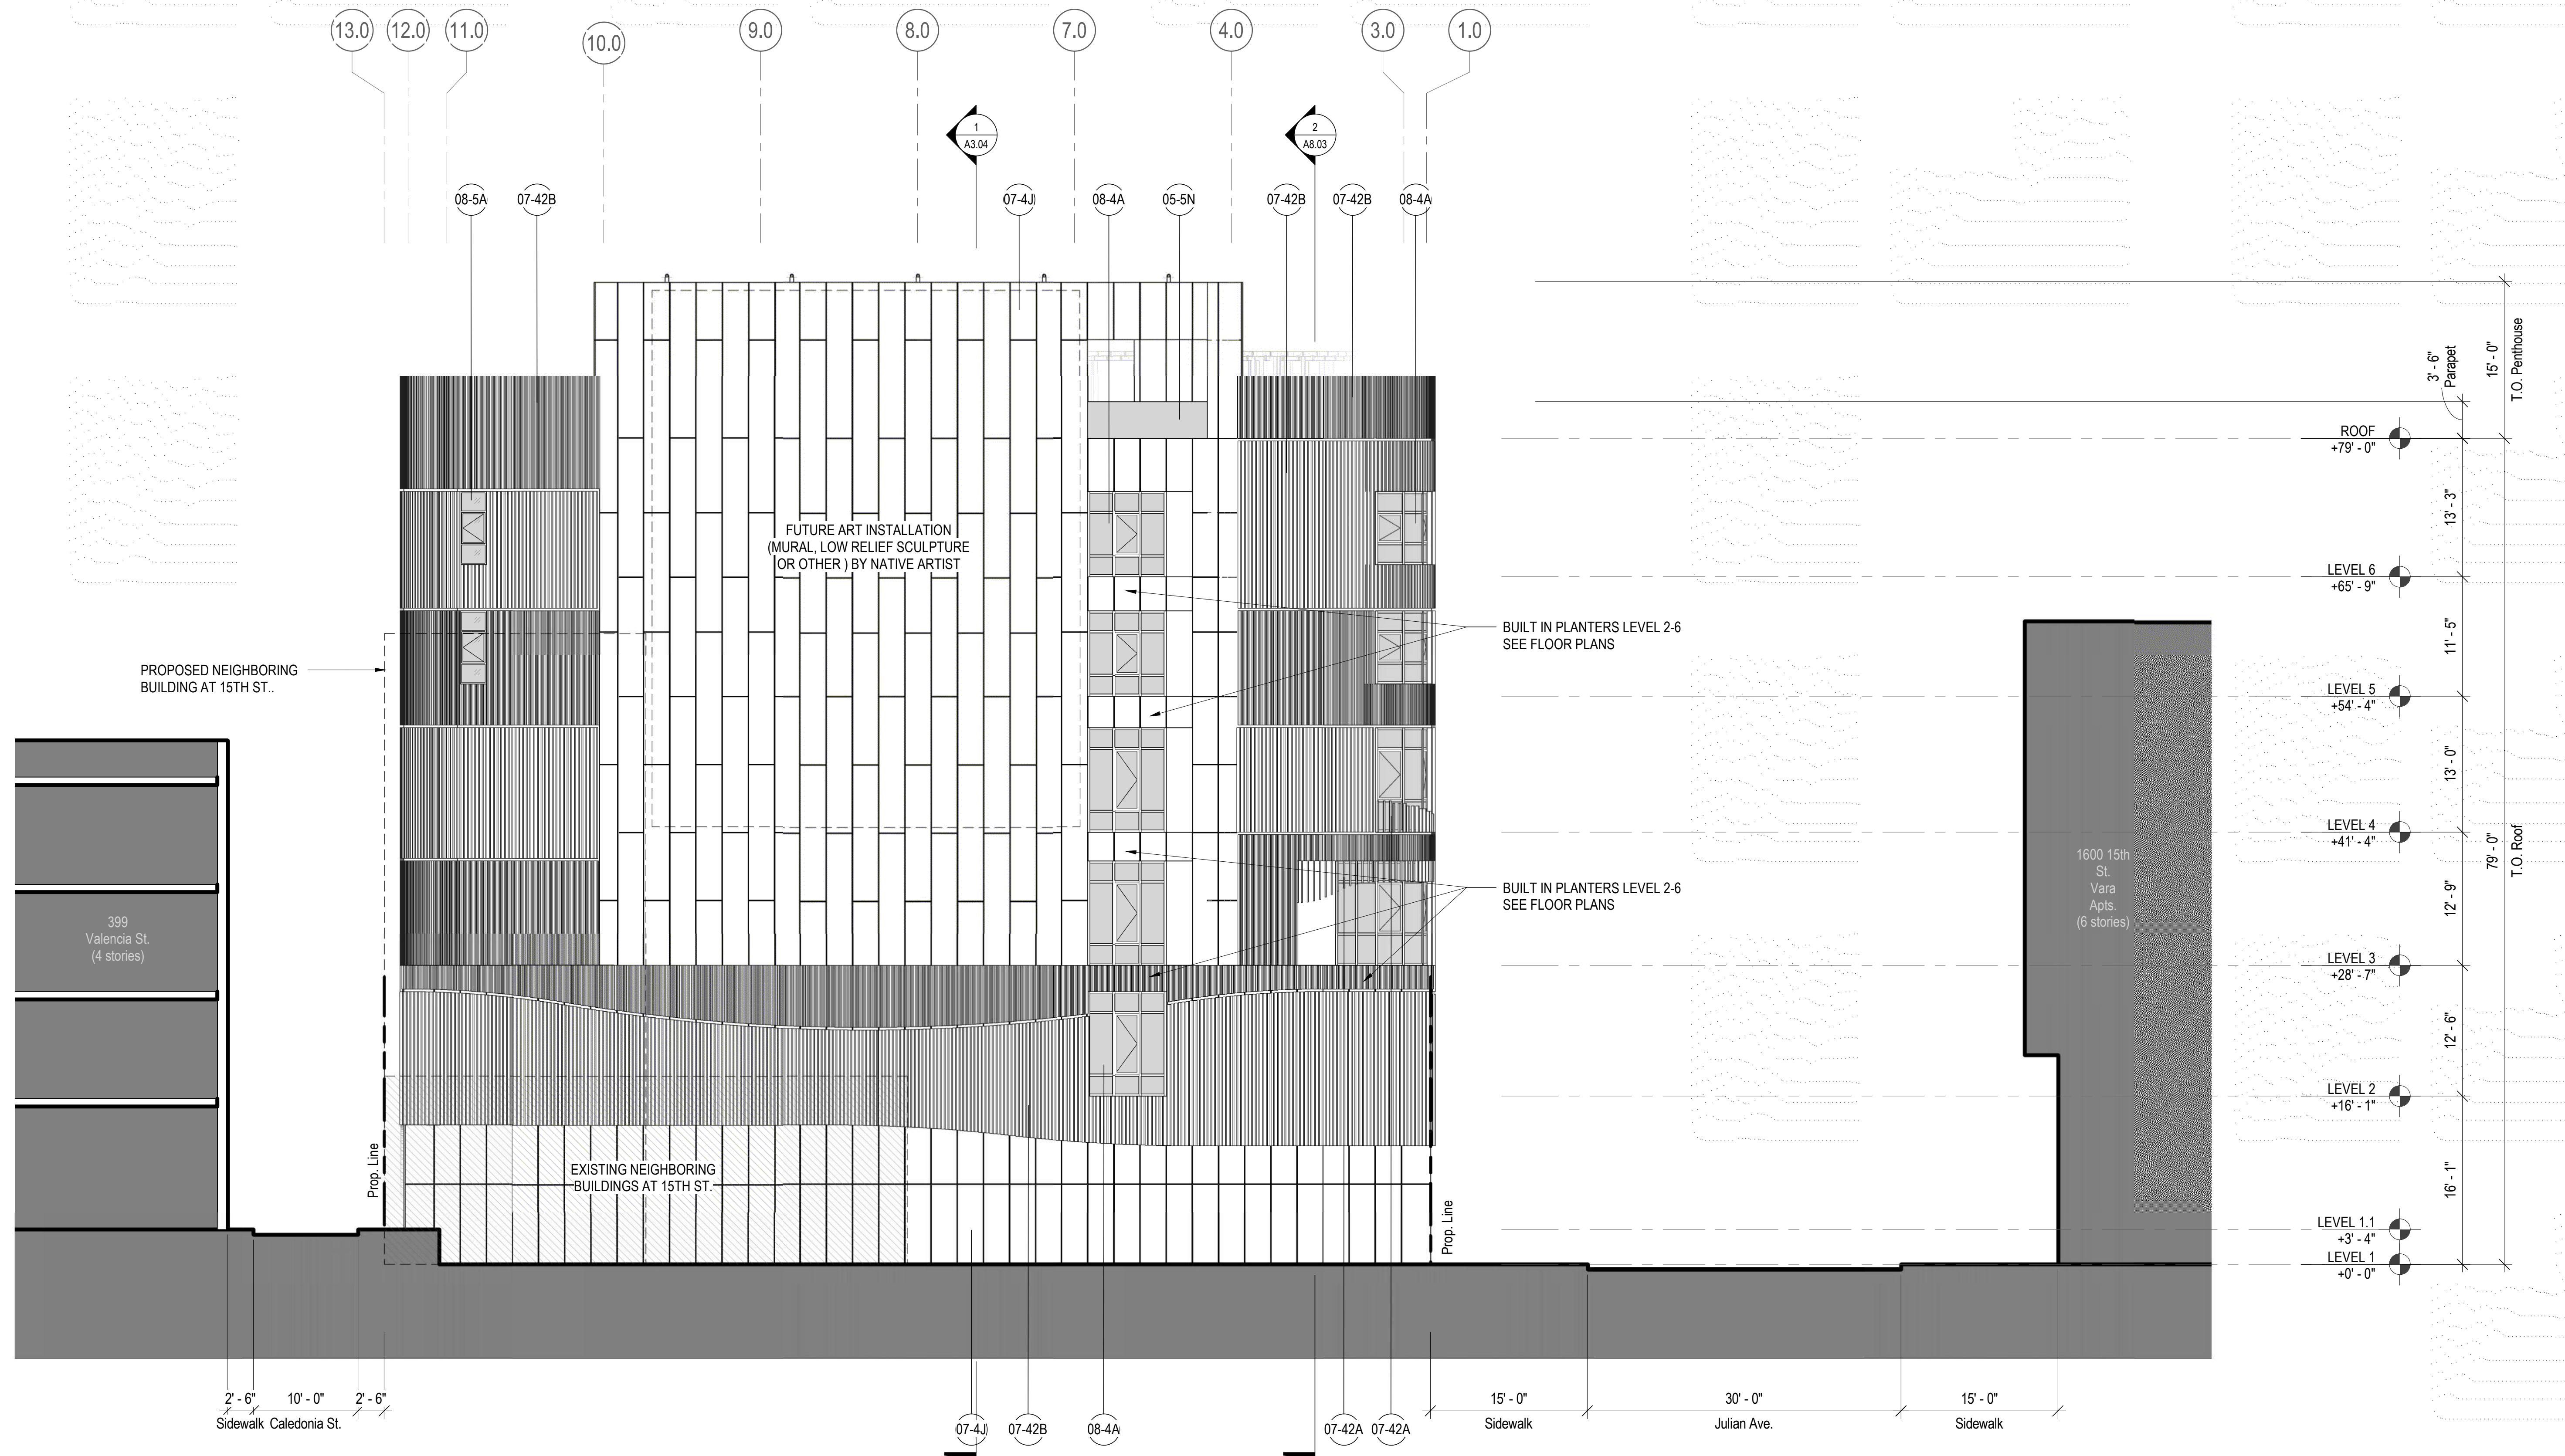 13.0
12.0
11.0
10.0
9.0
8.0
7.0
4.0
3.0
1.0
1
A3.04
2
A8.03
08-5A
07-42B
07-4J
08-4A
05-5N
07-42B
07-42B
08-4A
3' - 6"
Parapet
15' - 0"
T.O. Penthouse
ROOF
+79' - 0"
13' - 3"
FUTURE ART INSTALLATION
(MURAL, LOW RELIEF SCULPTURE
OR OTHER ) BY NATIVE ARTIST
LEVEL 6
+65' - 9"
BUILT IN PLANTERS LEVEL 2-6
SEE FLOOR PLANS
11' - 5"
PROPOSED NEIGHBORING
BUILDING AT 15TH ST..
LEVEL 5
+54' - 4"
13' - 0"
LEVEL 4
+41' - 4"
79' - 0"
T.O. Roof
1600 15th
St.
Vara
Apts.
(6 stories)
BUILT IN PLANTERS LEVEL 2-6
SEE FLOOR PLANS
12' - 9"
399
Valencia St.
(4 stories)
LEVEL 3
+28' - 7"
12' - 6"
LEVEL 2
+16' - 1"
Prop. Line
EXISTING NEIGHBORING
BUILDINGS AT 15TH ST.
16' - 1"
Prop. Line
LEVEL 1.1
+3' - 4"
LEVEL 1
+0' - 0"
2' - 6"
10' - 0"
2' - 6"
Sidewalk
Caledonia St.
15' - 0"
Sidewalk
30' - 0"
Julian Ave.
15' - 0"
Sidewalk
07-4J
07-42B
08-4A
07-42A
07-42A